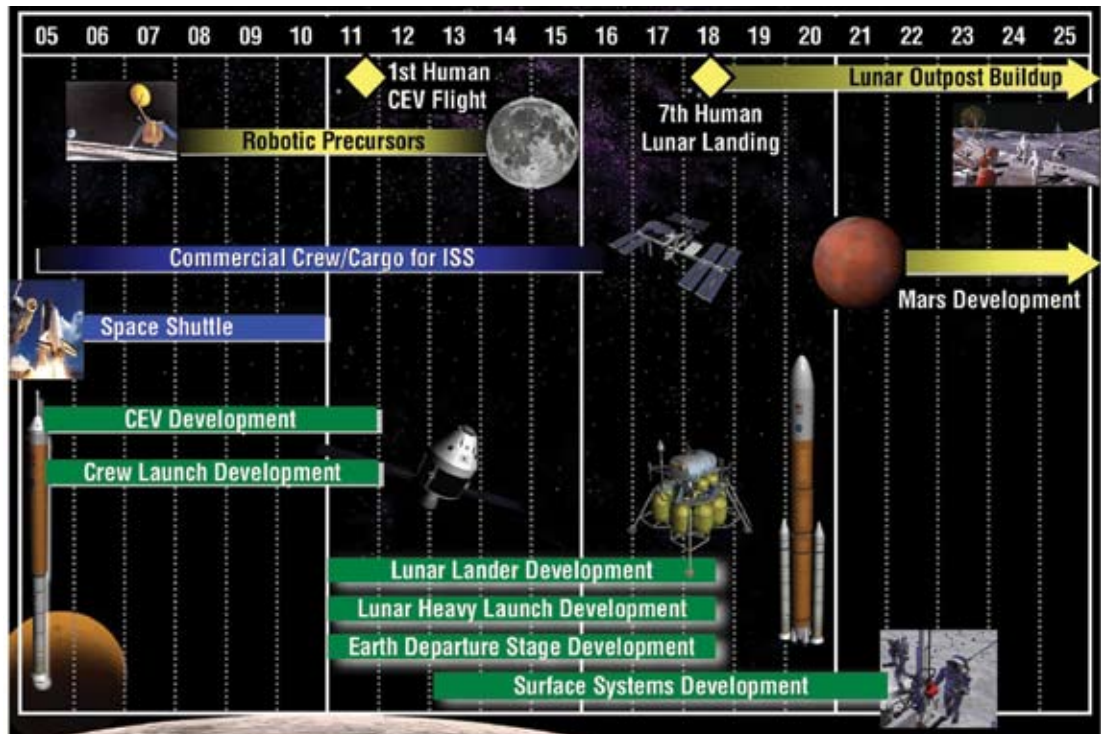 05 06 07 08 09 10 11 12 13 14 15 16 17 18 19 20 21 22 23 24 25
1st Human
CEV Flight
Lunar Outpost Buildup
7th Human
Lunar Landing
Robotic Precursors
Commercial Crew/Cargo for ISS
Mars Development
Space Shuttle
CEV Development
Crew Launch Development
Lunar Lander Development
Lunar Heavy Launch Development
Earth Departure Stage Development
Surface Systems Development